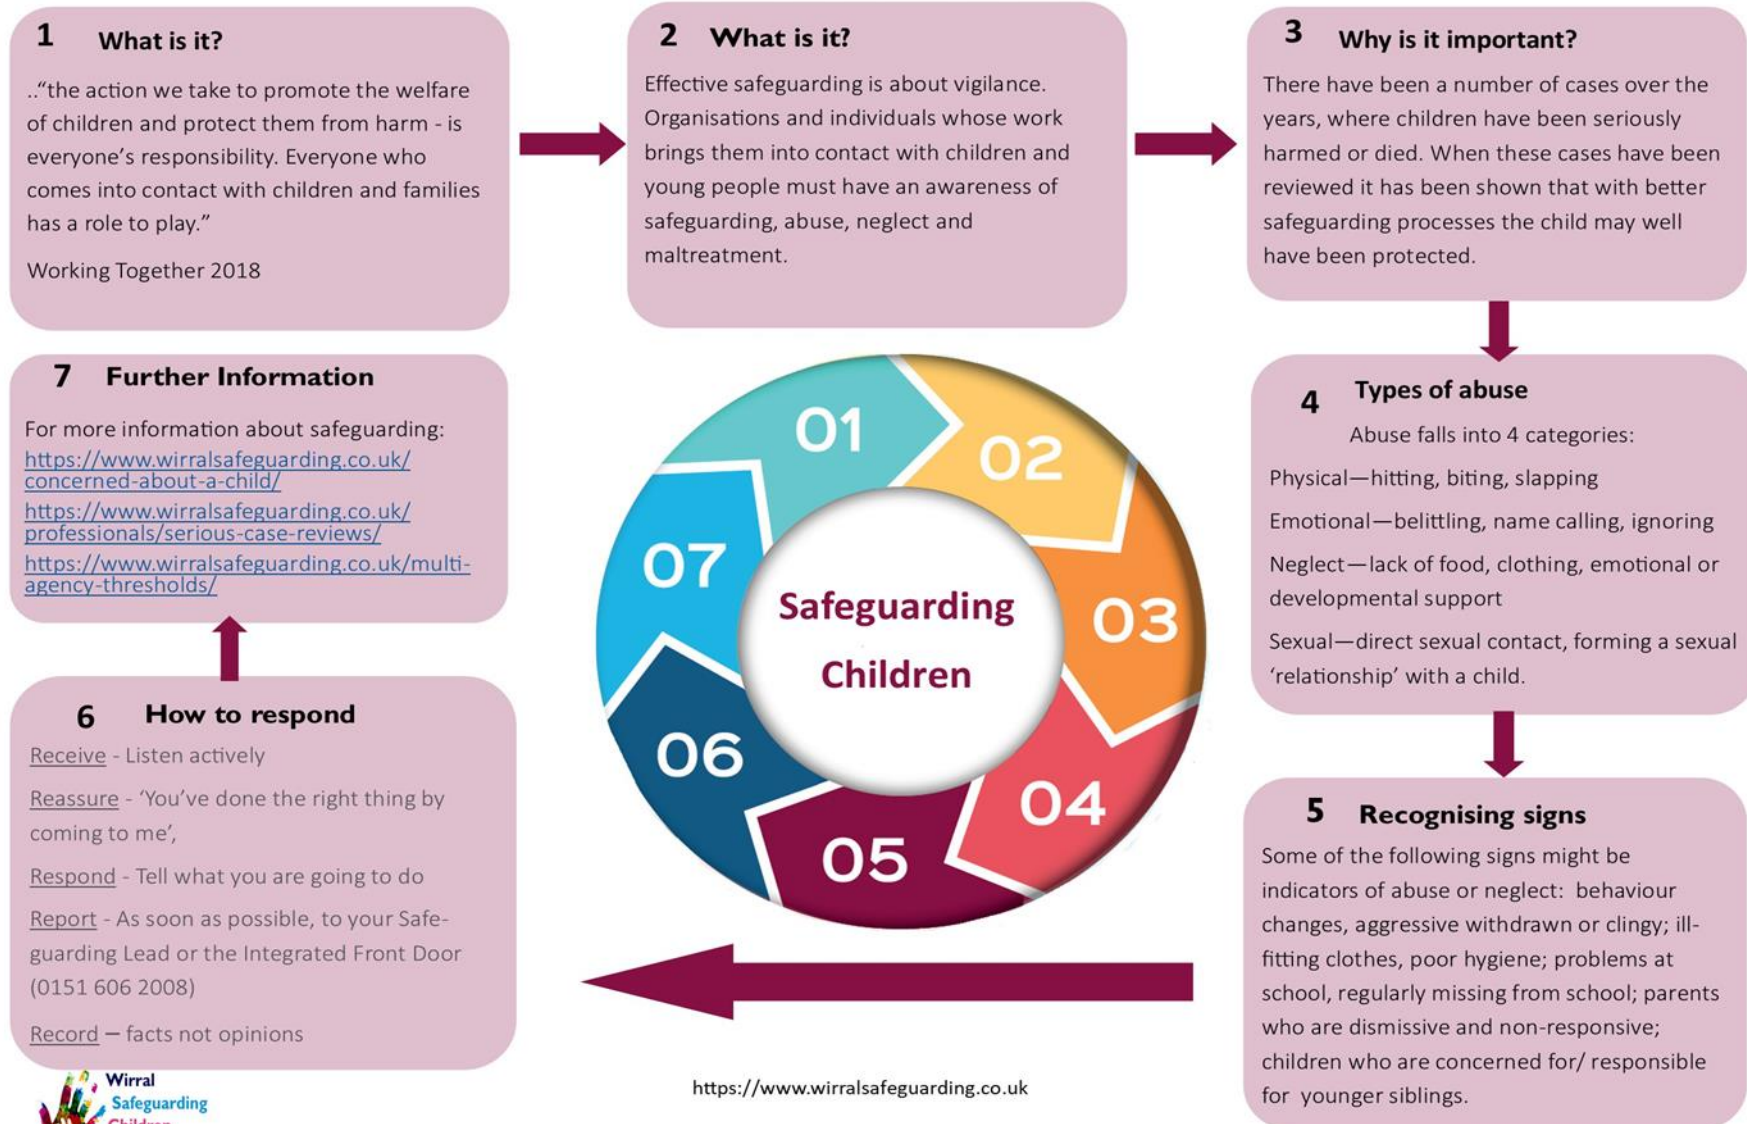 1 What is it?
.."the action we take to promote the welfare
of children and protect them from harm - is
everyone's responsibility. Everyone who
comes into contact with children and families
has a role to play."
Working Together 2018
2 What is it?
Effective safeguarding is about vigilance.
Organisations and individuals whose work
brings them into contact with children and
young people must have an awareness of
safeguarding, abuse, neglect and
maltreatment.
3 Why is it important?
There have been a number of cases over the
years, where children have been seriously
harmed or died. When these cases have been
reviewed it has been shown that with better
safeguarding processes the child may well
have been protected.
4 Types of abuse
Abuse falls into 4 categories:
Physical—hitting, biting, slapping
Emotional—belittling, name calling, ignoring
Neglect—lack of food, clothing, emotional or
developmental support
Sexual—direct sexual contact, forming a sexual
‘relationship’ with a child.
5 Recognising signs
Some of the following signs might be
indicators of abuse or neglect:  behaviour
changes, aggressive withdrawn or clingy; ill-
fitting clothes, poor hygiene; problems at
school, regularly missing from school; parents
who are dismissive and non-responsive;
children who are concerned for/ responsible
for  younger siblings.
6 How to respond
Receive - Listen actively
Reassure - ‘You’ve done the right thing by
coming to me’,
Respond - Tell what you are going to do
Report - As soon as possible, to your Safe-
guarding Lead or the Integrated Front Door
(0151 606 2008)
Record – facts not opinions
7 Further Information
For more information about safeguarding:
https://www.wirralsafeguarding.co.uk/
concerned-about-a-child/
https://www.wirralsafeguarding.co.uk/
professionals/serious-case-reviews/
https://www.wirralsafeguarding.co.uk/multi-
agency-thresholds/
01
02
03
04
05
06
07
Safeguarding
Children
https://www.wirralsafeguarding.co.uk
Wirral
Safeguarding
Children